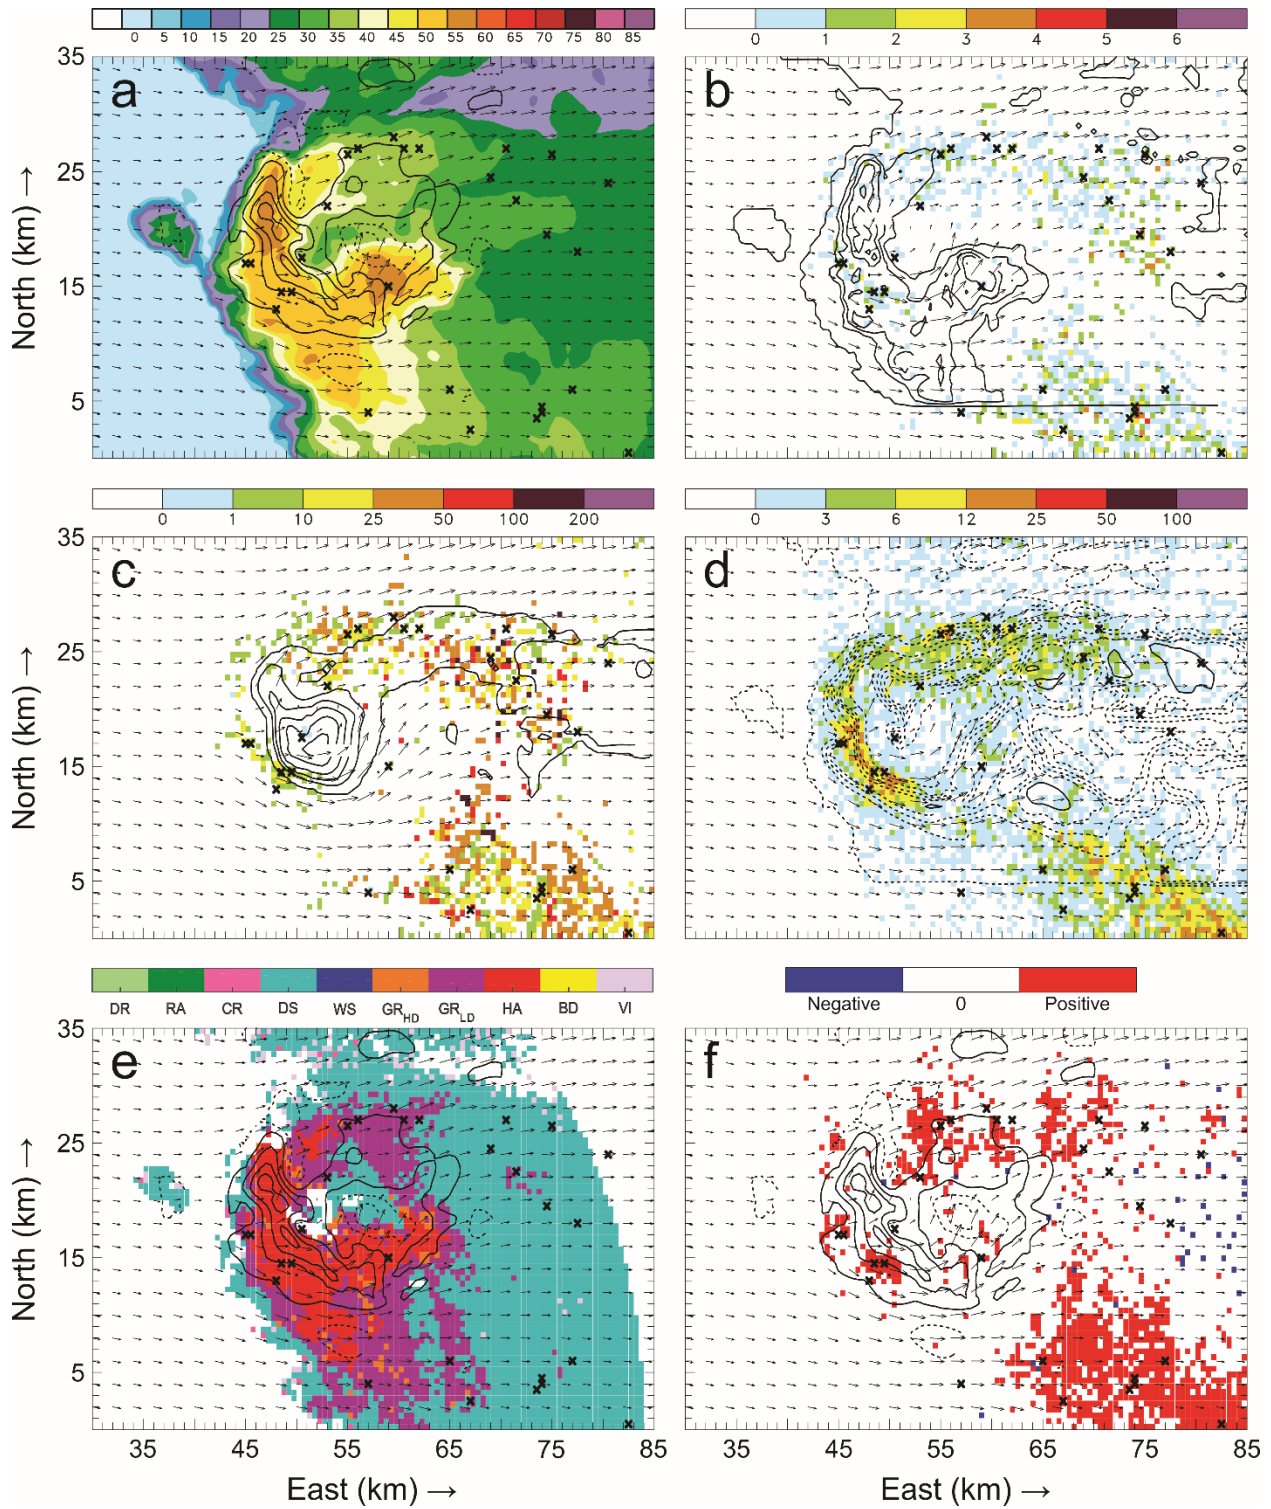 0 5 10 15 20 25 30 35 40 45 50 55 60 65 70 75 80 85
0 1 2 3 4 5 6
35 a b
25
15
5
North (km) →
0 1 10 25 50 100 200
0 3 6 12 25 50 100
35 c d
25
15
5
North (km) →
DR RA CR DS WS GR_HD GR_LD HA BD VI
Negative 0 Positive
35 e f
25
15
5
North (km) →
35 45 55 65 75 85
35 45 55 65 75 85
East (km) →
East (km) →